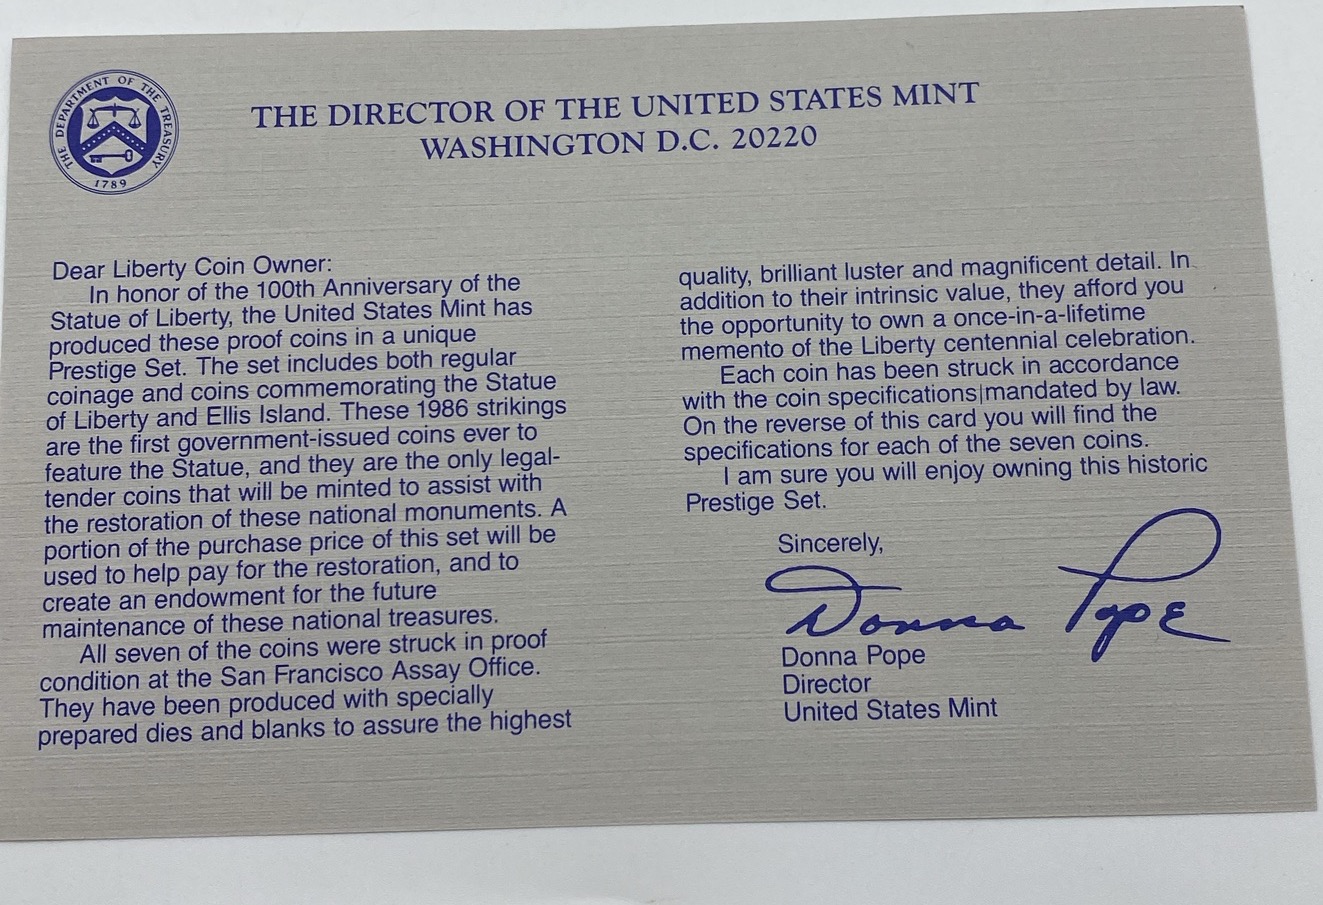 THE DEPARTMENT OF THE TREASURY
1789
THE DIRECTOR OF THE UNITED STATES MINT
WASHINGTON D.C. 20220
Dear Liberty Coin Owner:
In honor of the 100th Anniversary of the
Statue of Liberty, the United States Mint has
produced these proof coins in a unique
Prestige Set. The set includes both regular
coinage and coins commemorating the Statue
of Liberty and Ellis Island. These 1986 strikings
are the first government-issued coins ever to
feature the Statue, and they are the only legal-
tender coins that will be minted to assist with
the restoration of these national monuments. A
portion of the purchase price of this set will be
used to help pay for the restoration, and to
create an endowment for the future
maintenance of these national treasures.
All seven of the coins were struck in proof
condition at the San Francisco Assay Office.
They have been produced with specially
prepared dies and blanks to assure the highest
quality, brilliant luster and magnificent detail. In
addition to their intrinsic value, they afford you
the opportunity to own a once-in-a-lifetime
memento of the Liberty centennial celebration.
Each coin has been struck in accordance
with the coin specifications|mandated by law.
On the reverse of this card you will find the
specifications for each of the seven coins.
I am sure you will enjoy owning this historic
Prestige Set.
Sincerely,
Donna Pope
Donna Pope
Director
United States Mint